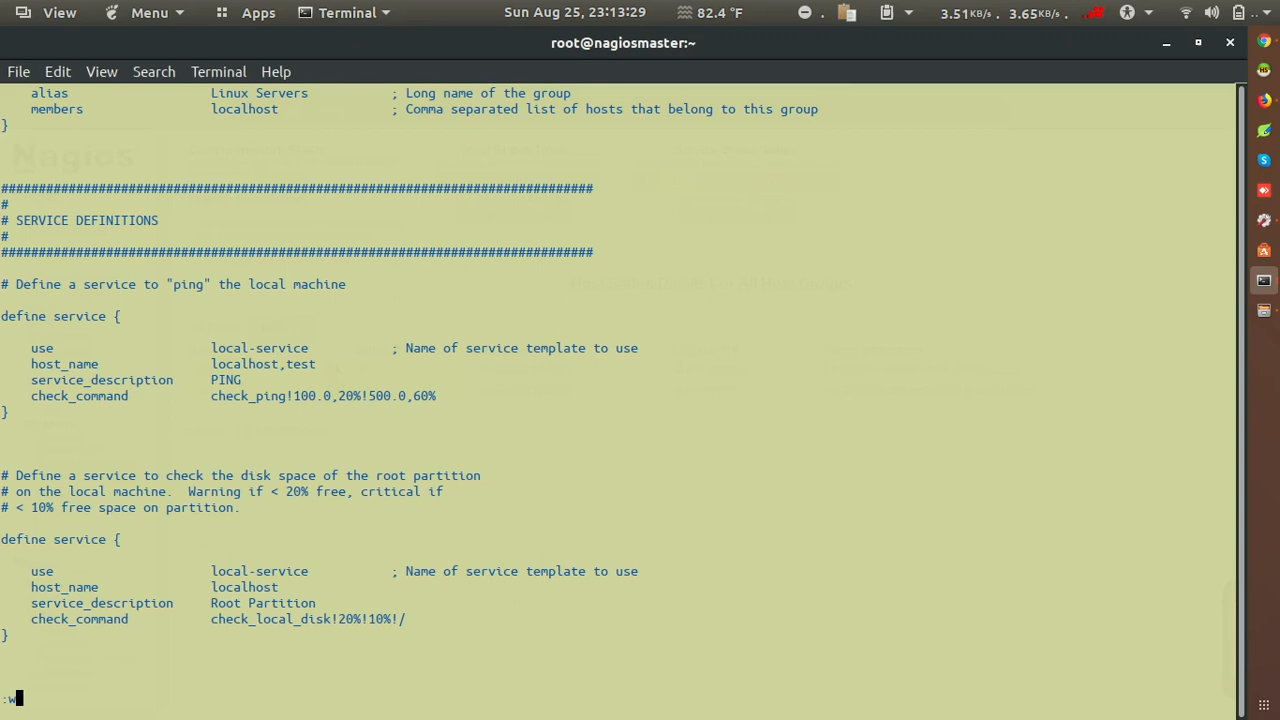 View Menu Apps Terminal Sun Aug 25, 23:13:29 82.4 °F 3.51KB/s. 3.65KB/s.
root@nagiosmaster:~
File Edit View Search Terminal Help
alias Linux Servers ; Long name of the group
members localhost ; Comma separated list of hosts that belong to this group
}
###############################################################################
#
# SERVICE DEFINITIONS
#
###############################################################################
# Define a service to "ping" the local machine
define service {
use local-service ; Name of service template to use
host_name localhost,test
service_description PING
check_command check_ping!100.0,20%!500.0,60%
}
# Define a service to check the disk space of the root partition
# on the local machine. Warning if < 20% free, critical if
# < 10% free space on partition.
define service {
use local-service ; Name of service template to use
host_name localhost
service_description Root Partition
check_command check_local_disk!20%!10%!/
}
:w